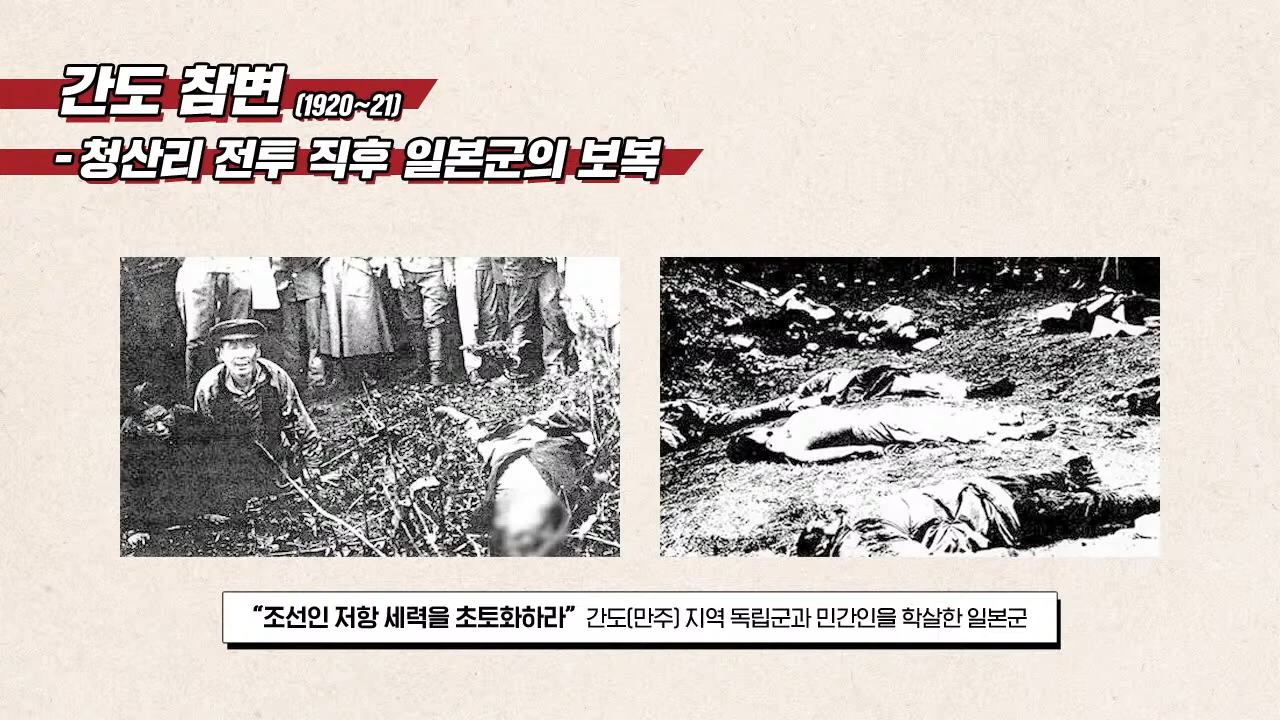 간도 참변 (1920~21)
- 청산리 전투 직후 일본군의 보복
“조선인 저항 세력을 초토화하라” 간도(만주) 지역 독립군과 민간인을 학살한 일본군